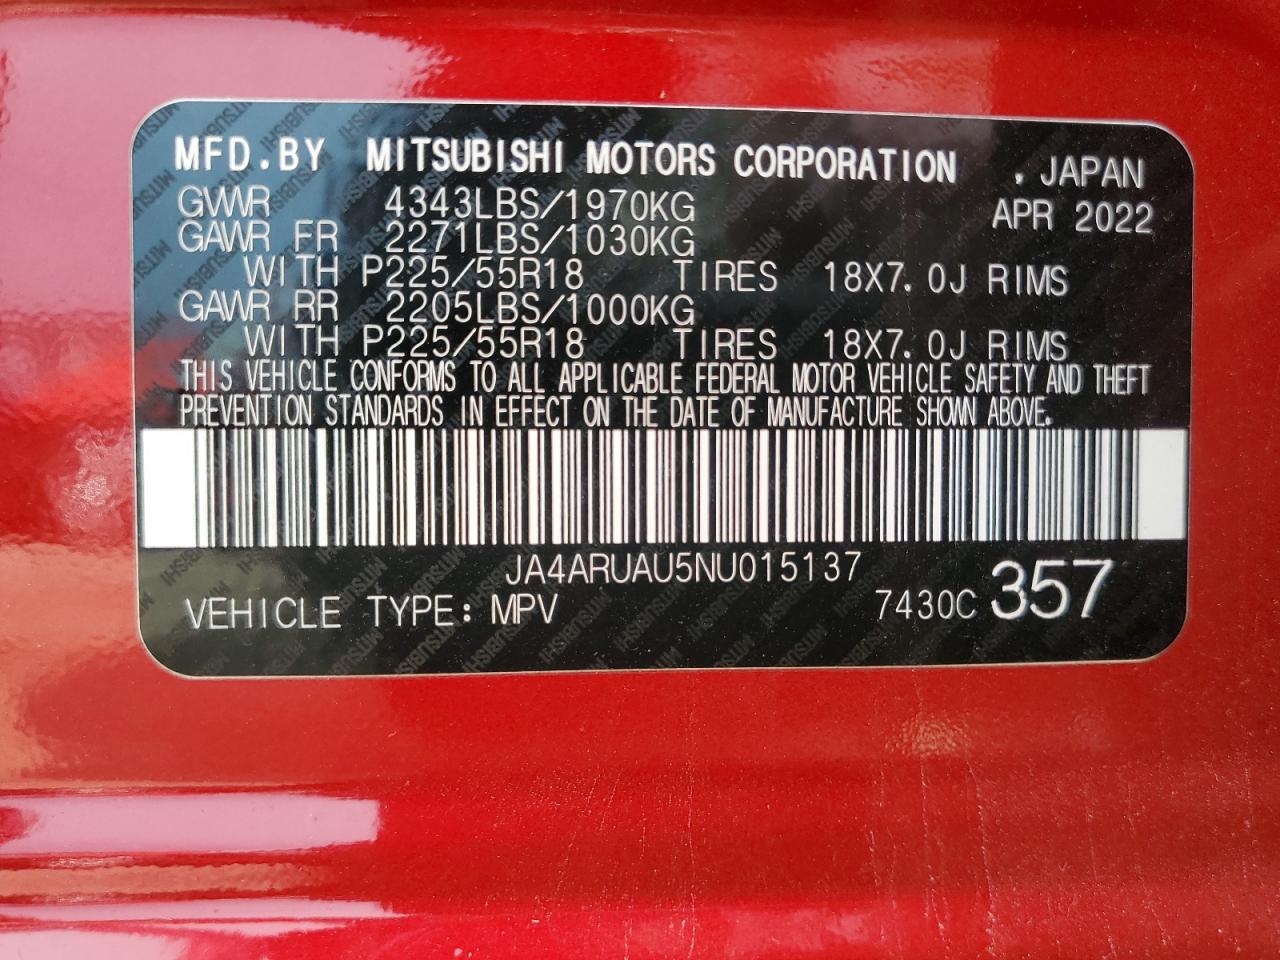 MFD.BY MITSUBISHI MOTORS CORPORATION , JAPAN
GVWR 4343LBS/1970KG APR 2022
GAWR FR 2271LBS/1030KG
WITH P225/55R18 TIRES 18X7.0J RIMS
GAWR RR 2205LBS/1000KG
WITH P225/55R18 TIRES 18X7.0J RIMS
THIS VEHICLE CONFORMS TO ALL APPLICABLE FEDERAL MOTOR VEHICLE SAFETY AND THEFT
PREVENTION STANDARDS IN EFFECT ON THE DATE OF MANUFACTURE SHOWN ABOVE.
JA4ARUAU5NU015137
VEHICLE TYPE: MPV 7430C 357